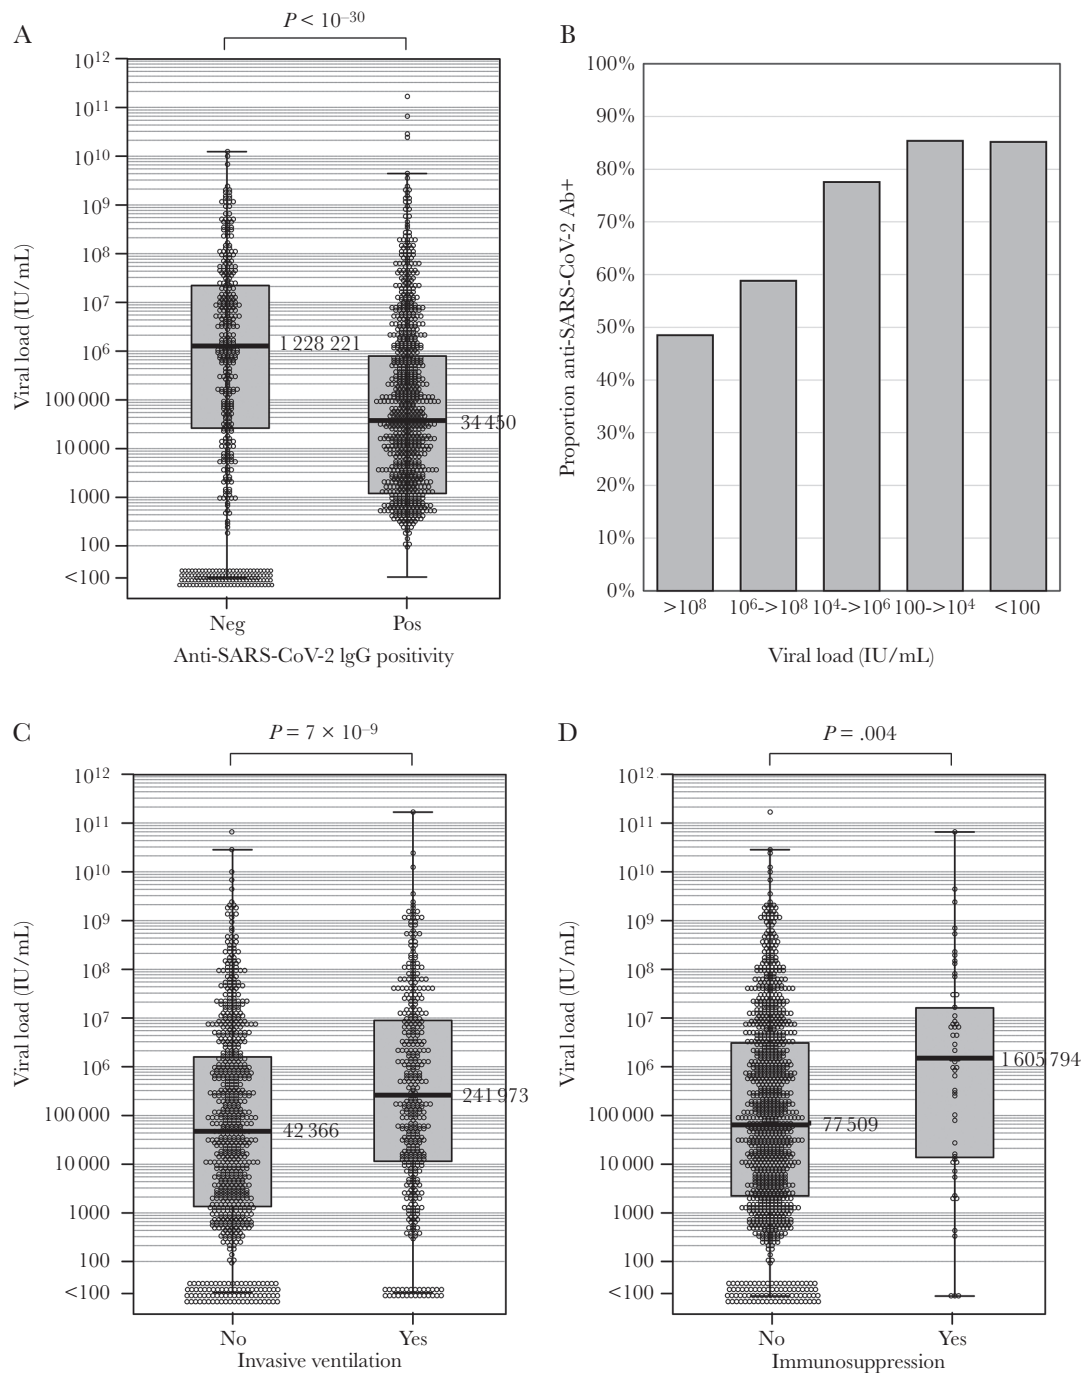 A
P < 10⁻³⁰
10¹²
10¹¹
10¹⁰
10⁹
10⁸
10⁷
10⁶
100 000
10 000
1000
100
<100
Viral load (IU/mL)
1 228 221
34 450
Neg
Pos
Anti-SARS-CoV-2 lgG positivity
B
100%
90%
80%
70%
60%
50%
40%
30%
20%
10%
0%
Proportion anti-SARS-CoV-2 Ab+
>10⁸
10⁶->10⁸
10⁴->10⁶
100->10⁴
<100
Viral load (IU/mL)
C
P = 7 × 10⁻⁹
10¹²
10¹¹
10¹⁰
10⁹
10⁸
10⁷
10⁶
100 000
10 000
1000
100
<100
Viral load (IU/mL)
42 366
241 973
No
Yes
Invasive ventilation
D
P = .004
10¹²
10¹¹
10¹⁰
10⁹
10⁸
10⁷
10⁶
100 000
10 000
1000
100
<100
Viral load (IU/mL)
77 509
1 605 794
No
Yes
Immunosuppression